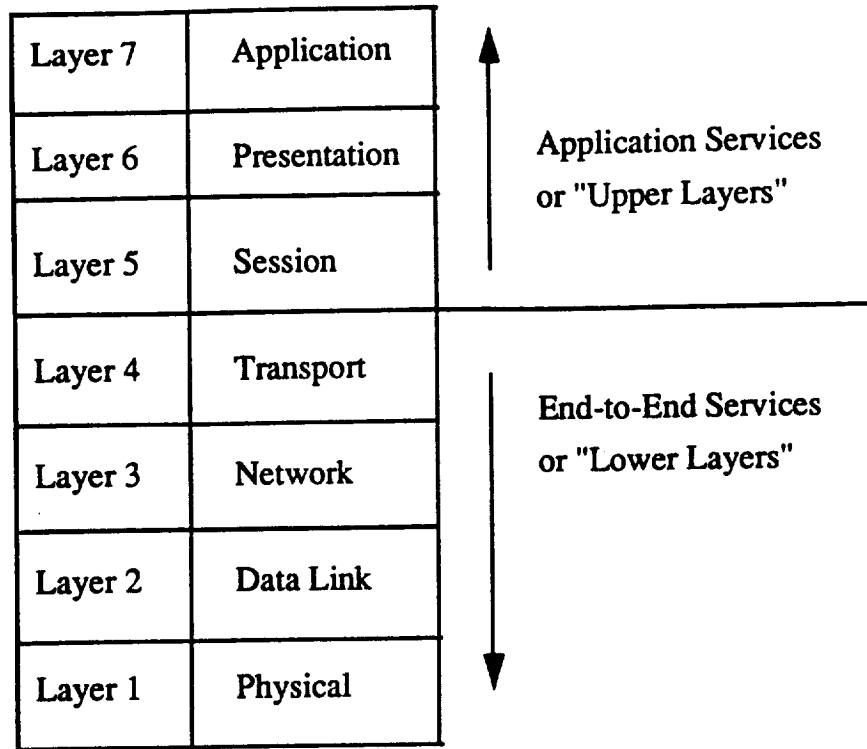 Layer 7 Application
Layer 6 Presentation
Application Services
or "Upper Layers"
Layer 5 Session
Layer 4 Transport
End-to-End Services
or "Lower Layers"
Layer 3 Network
Layer 2 Data Link
Layer 1 Physical